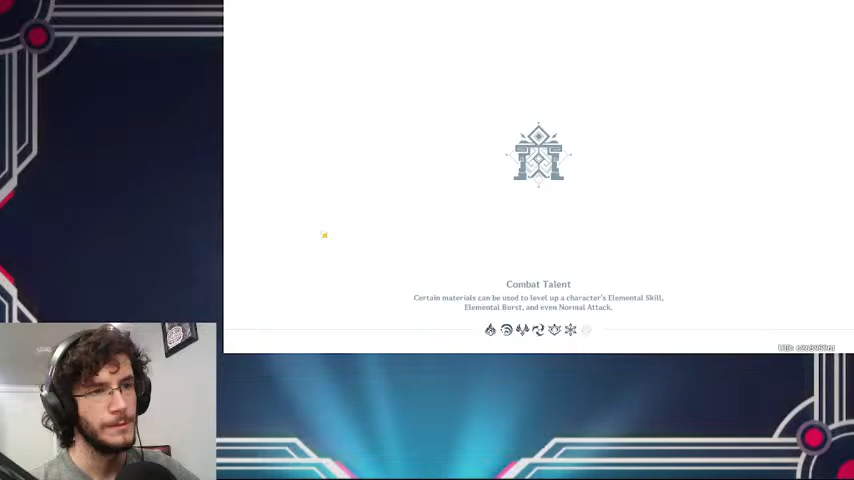 Combat Talent
Certain materials can be used to level up a character's Elemental Skill,
Elemental Burst, and even Normal Attack.